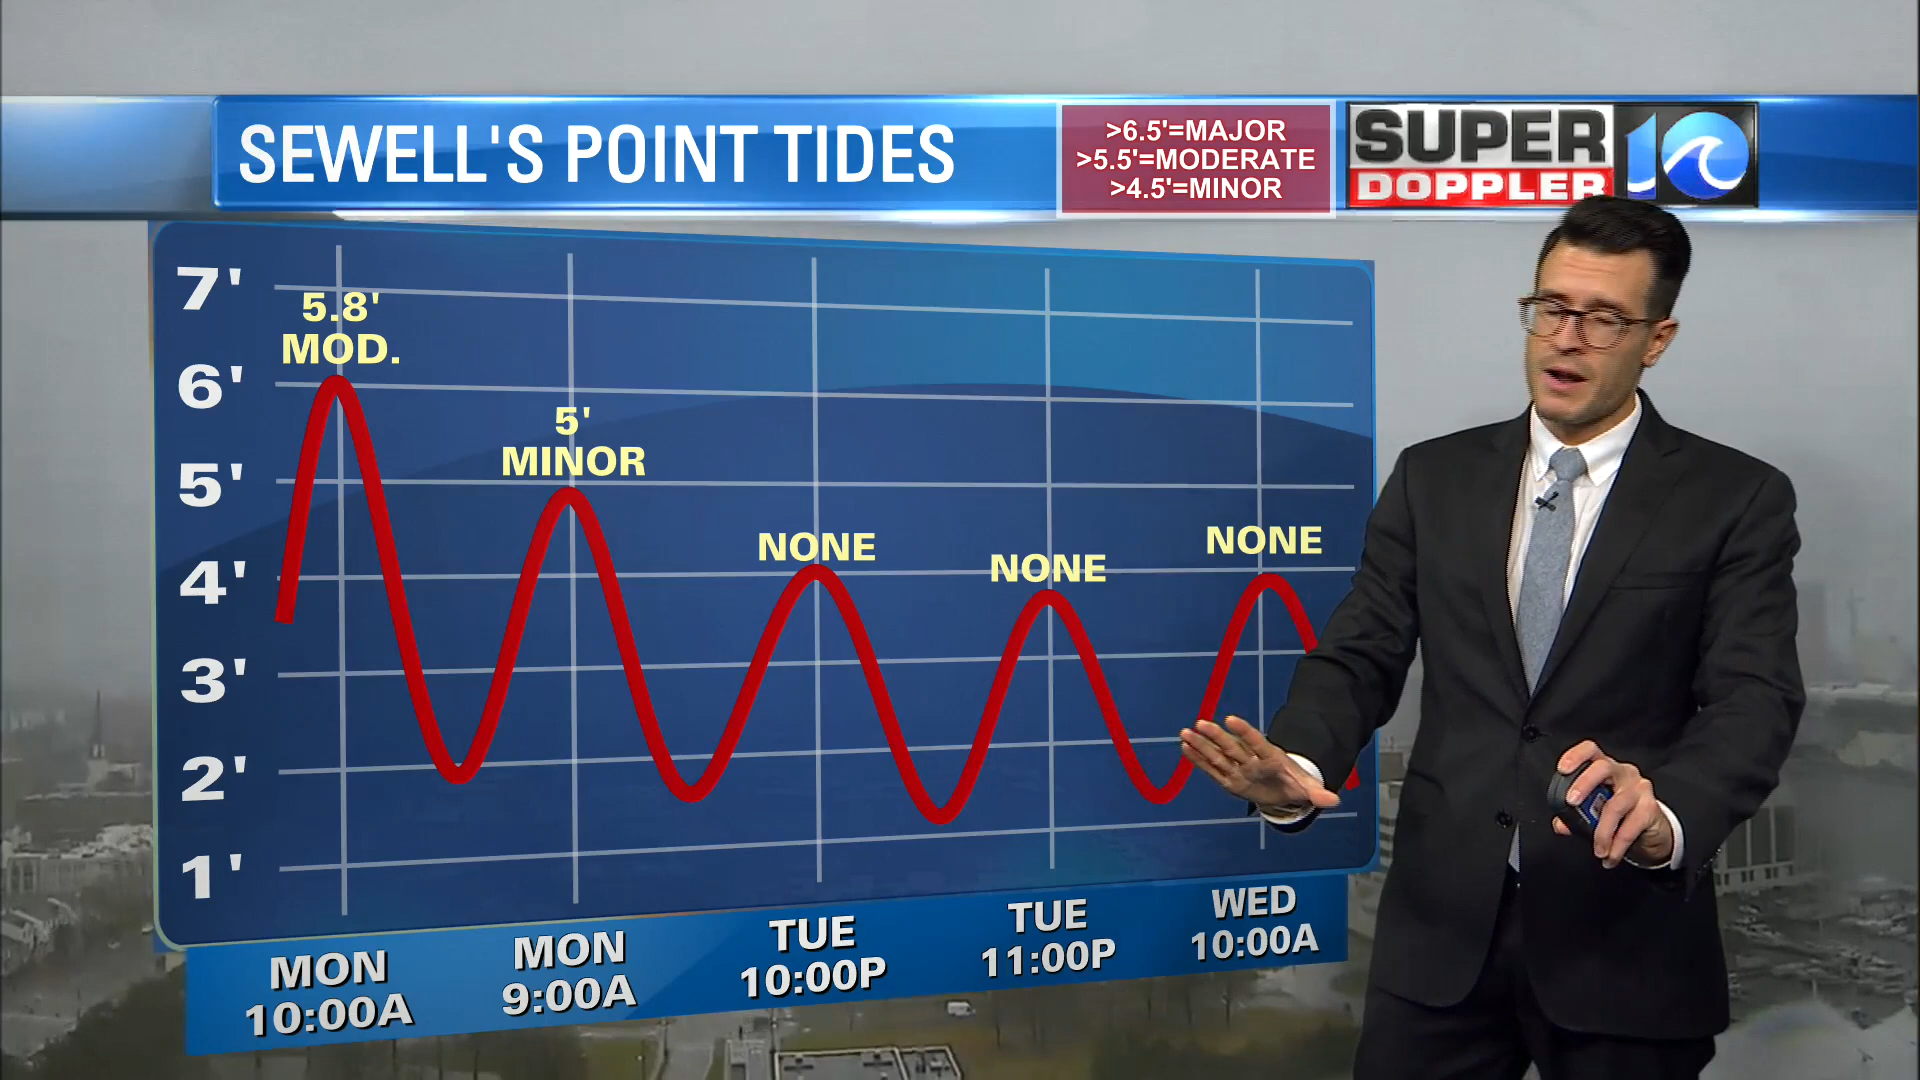 SEWELL'S POINT TIDES
>6.5'=MAJOR
>5.5'=MODERATE
>4.5'=MINOR
SUPER
DOPPLER
10
7'
6'
5'
4'
3'
2'
1'
5.8'
MOD.
5'
MINOR
NONE
NONE
NONE
MON
10:00A
MON
9:00A
TUE
10:00P
TUE
11:00P
WED
10:00A